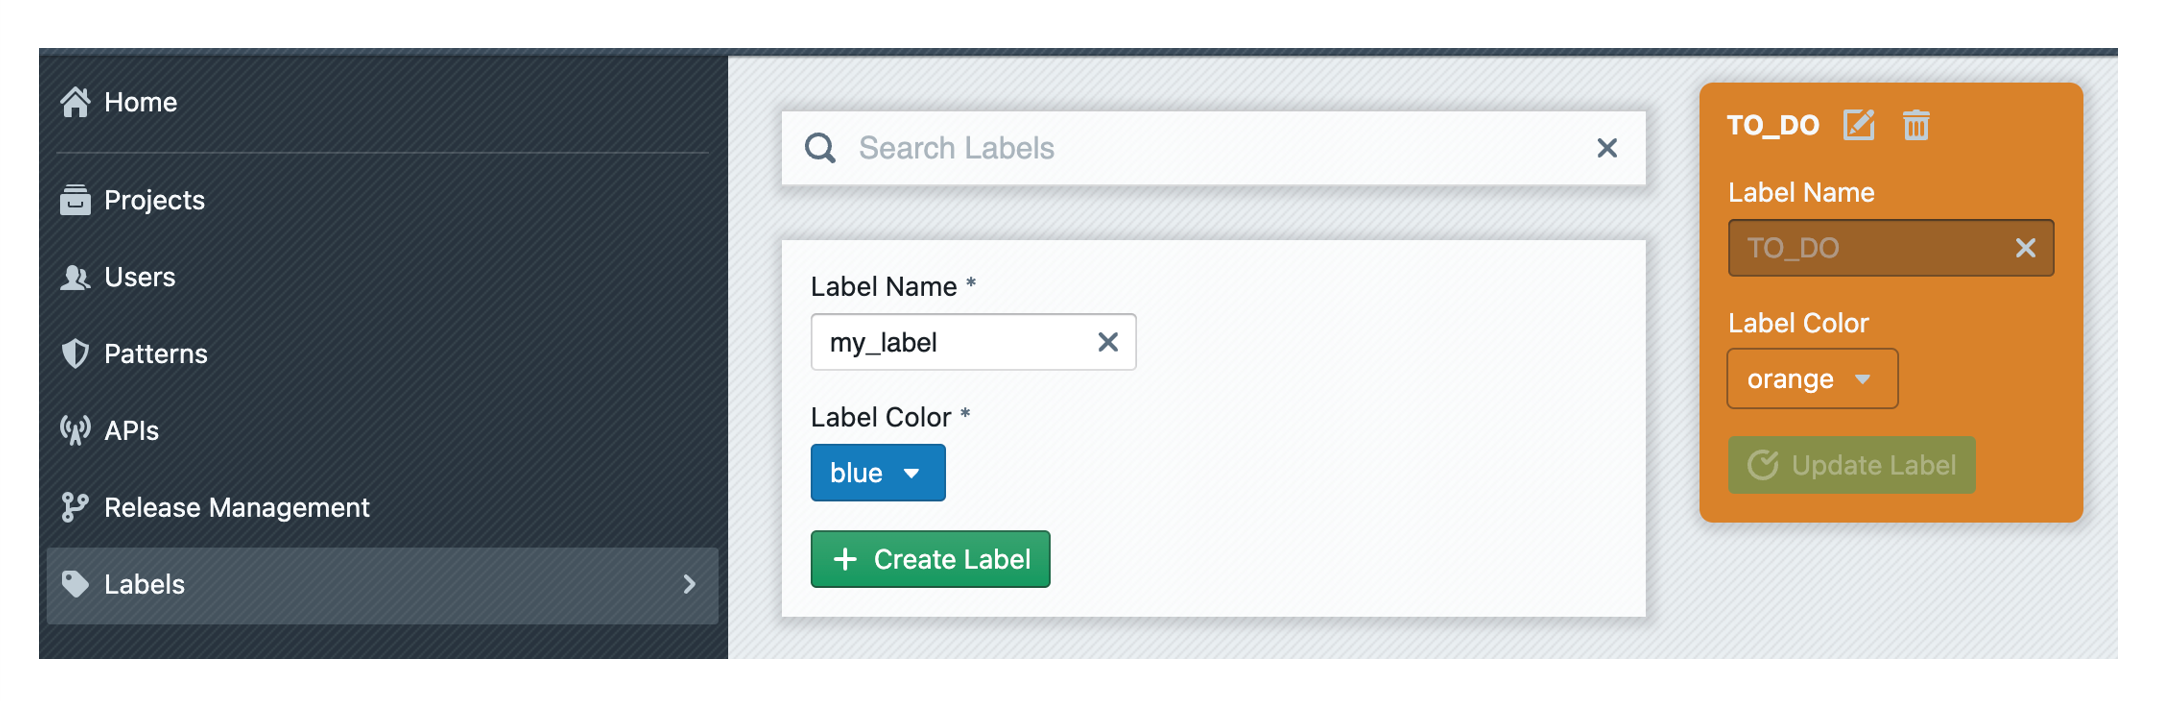 Home
Projects
Users
Patterns
APIs
Release Management
Labels
Search Labels
Label Name *
my_label
Label Color *
blue
Create Label
TO_DO
Label Name
TO_DO
Label Color
orange
Update Label